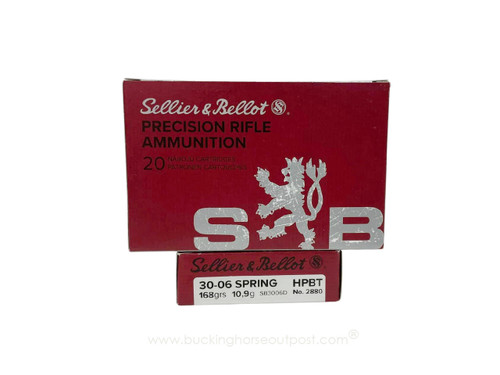 Sellier & Bellot
PRECISION RIFLE
AMMUNITION
20
S B
Sellier & Bellot
30-06 SPRING HPBT
168grs 10,9g SB3006D No. 2880
www.buckinghorseoutpost.com®